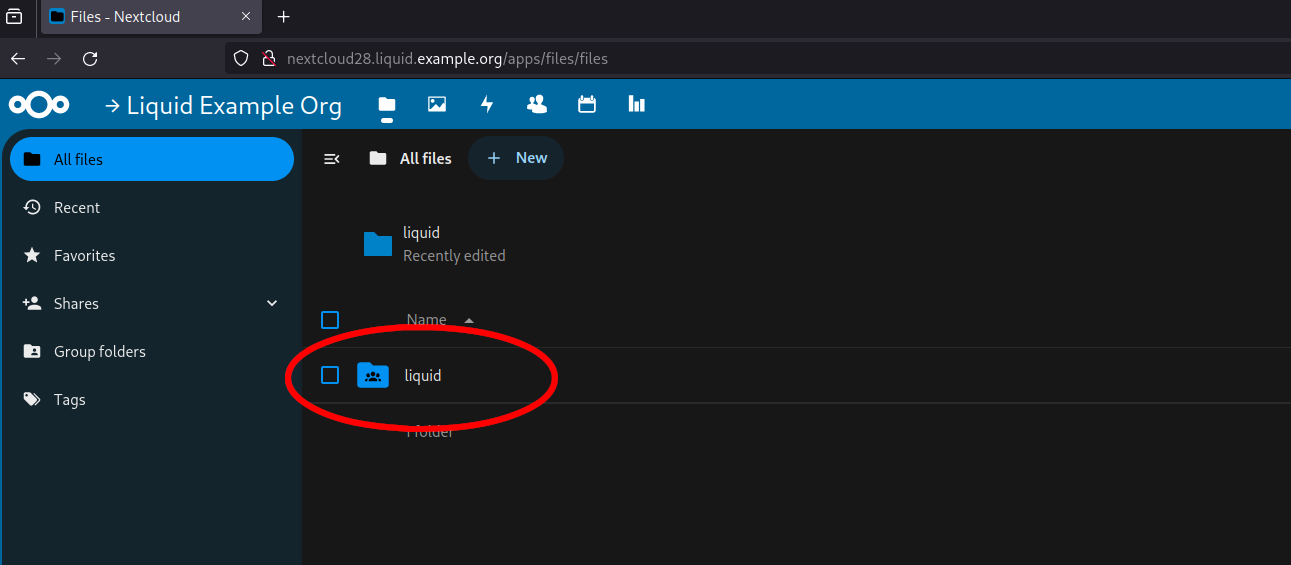 Files - Nextcloud
nextcloud28.liquid.example.org/apps/files/files
→ Liquid Example Org
All files
Recent
Favorites
Shares
Group folders
Tags
All files
+ New
liquid
Recently edited
Name
liquid
1 folder